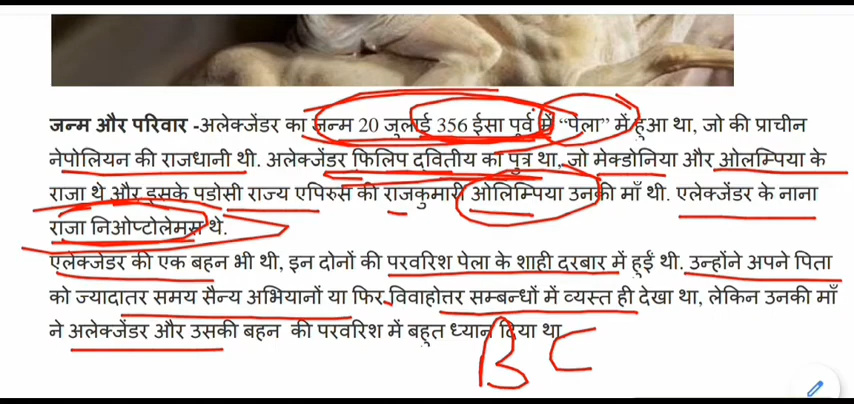 जन्म और परिवार -अलेक्जेंडर का जन्म 20 जुलाई 356 ईसा पूर्व में “पेला” में हुआ था, जो की प्राचीन
नेपोलियन की राजधानी थी. अलेक्जेंडर फिलिप द्वितीय का पुत्र था, जो मेक्डोनिया और ओलम्पिया के
राजा थे और इसके पडोसी राज्य एपिरुस की राजकुमारी ओलिम्पिया उनकी माँ थी. एलेक्जेंडर के नाना
राजा निओप्टोलेमस थे.
एलेक्जेंडर की एक बहन भी थी, इन दोनों की परवरिश पेला के शाही दरबार में हुईं थी. उन्होंने अपने पिता
को ज्यादातर समय सैन्य अभियानों या फिर विवाहोत्तर सम्बन्धों में व्यस्त ही देखा था, लेकिन उनकी माँ
ने अलेक्जेंडर और उसकी बहन की परवरिश में बहुत ध्यान दिया था
BC